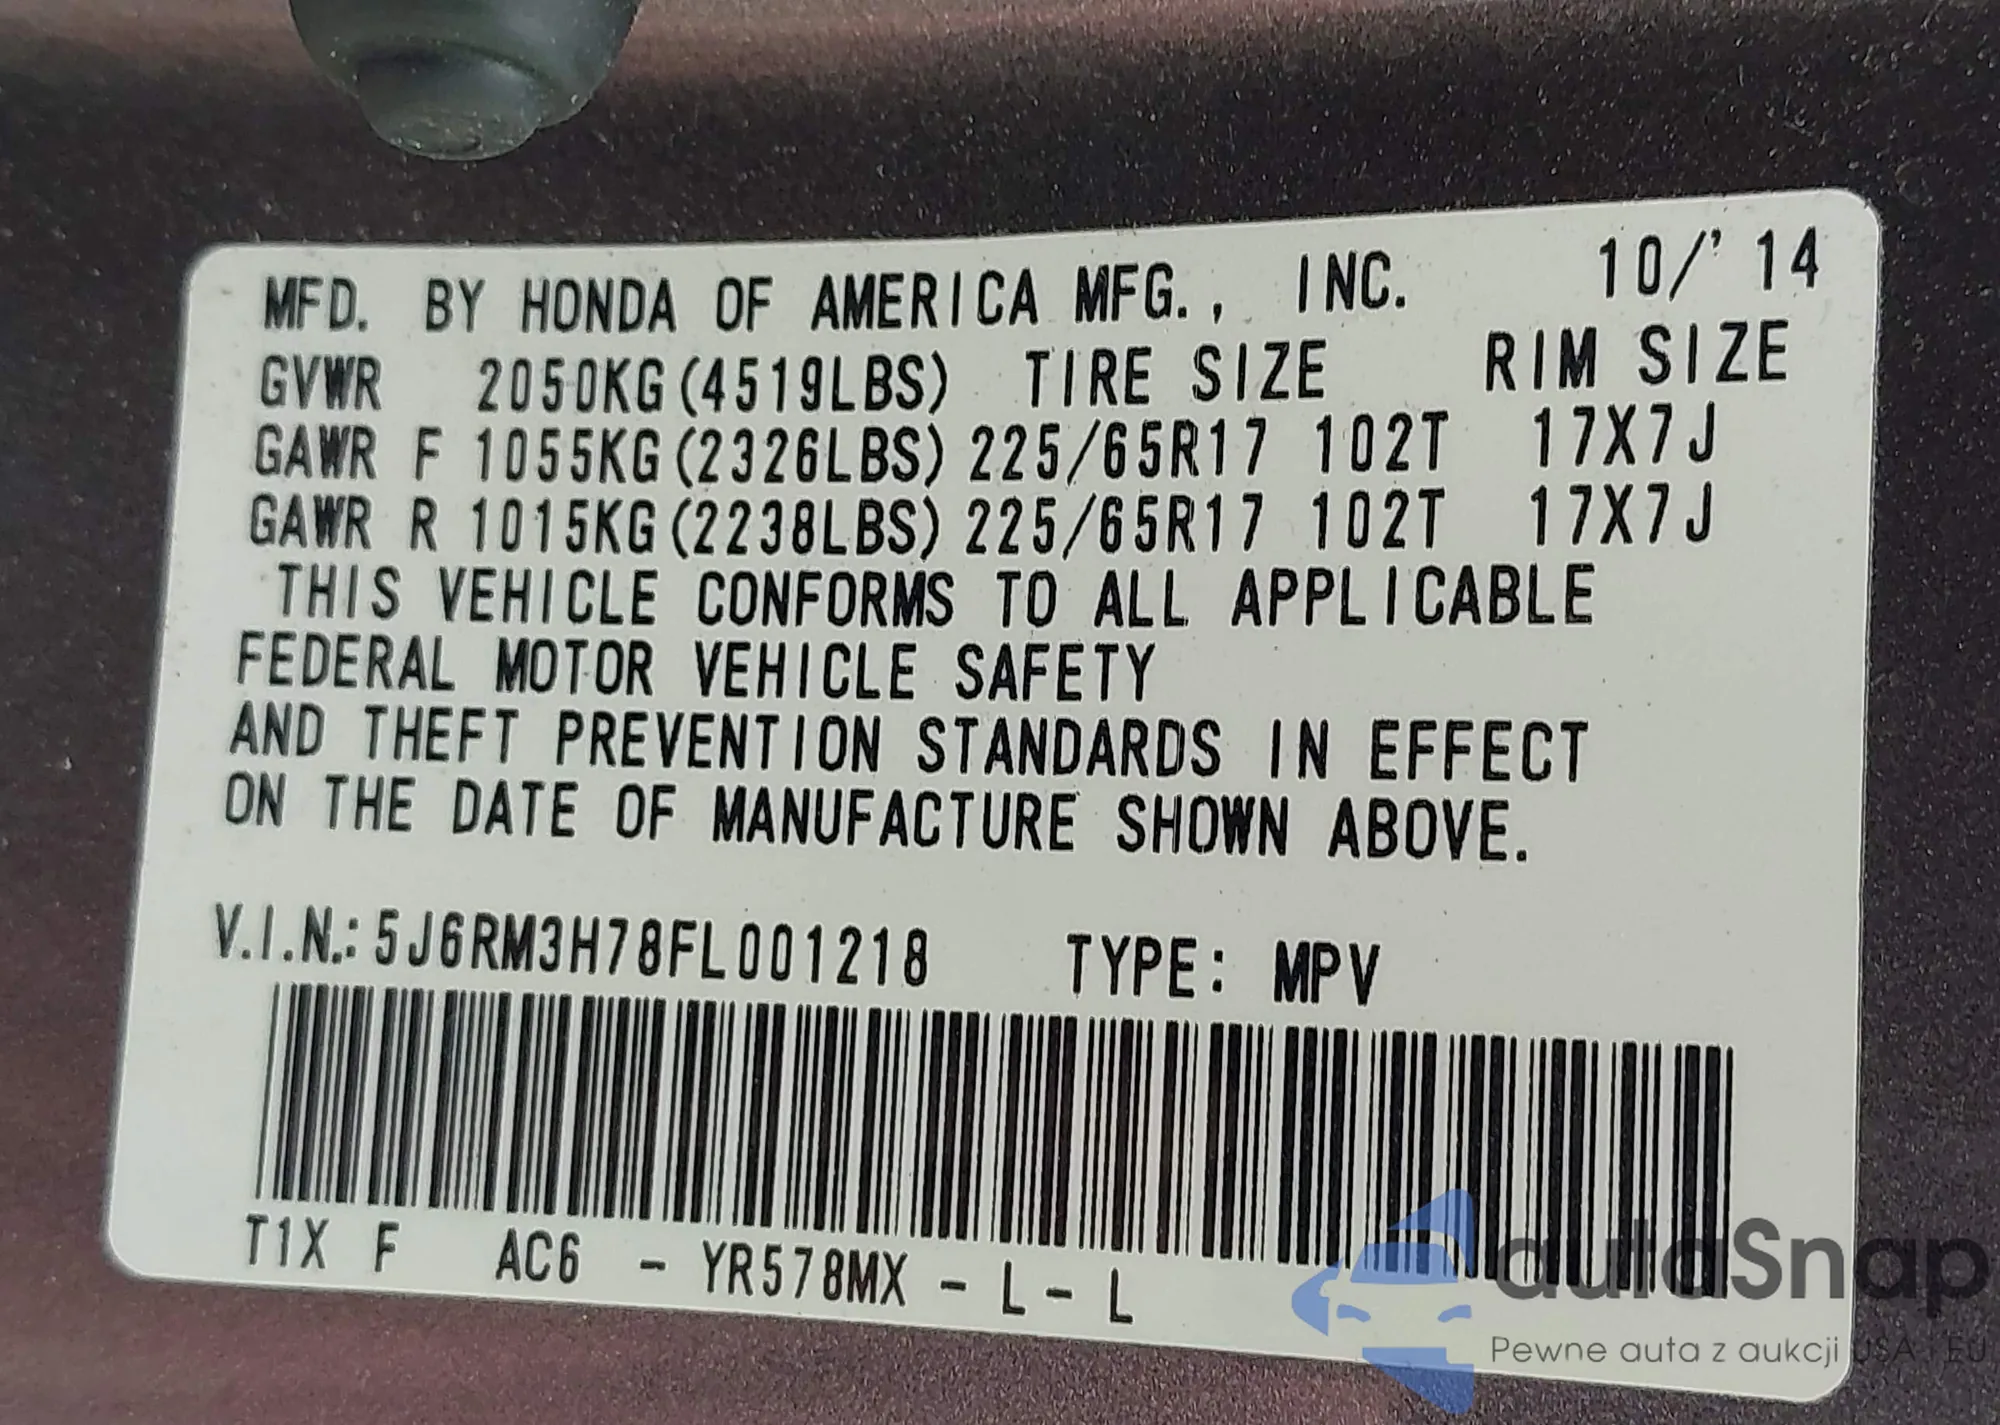 MFD. BY HONDA OF AMERICA MFG., INC. 10/'14
GVWR 2050KG(4519LBS) TIRE SIZE RIM SIZE
GAWR F 1055KG(2326LBS) 225/65R17 102T 17X7J
GAWR R 1015KG(2238LBS) 225/65R17 102T 17X7J
THIS VEHICLE CONFORMS TO ALL APPLICABLE
FEDERAL MOTOR VEHICLE SAFETY
AND THEFT PREVENTION STANDARDS IN EFFECT
ON THE DATE OF MANUFACTURE SHOWN ABOVE.
V.I.N.: 5J6RM3H78FL001218 TYPE: MPV
T1X F AC6 - YR578MX - L - L
autaSnap
Pewne auta z aukcji USA i EU